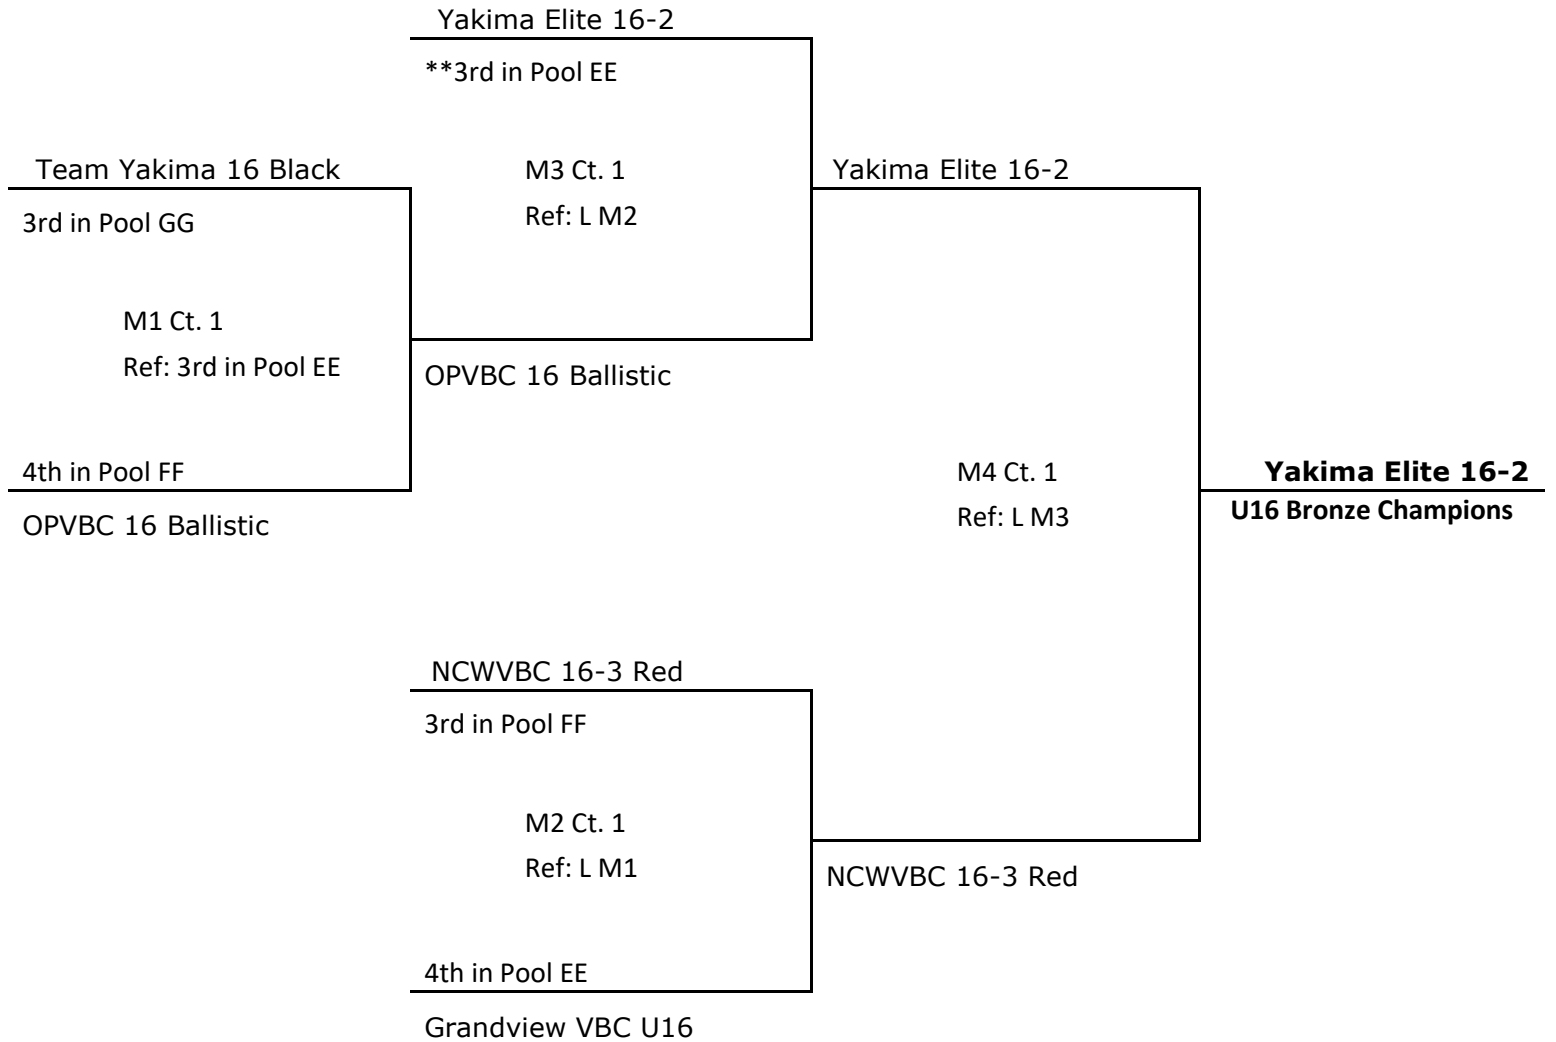 Yakima Elite 16-2
**3rd in Pool EE
Team Yakima 16 Black
M3 Ct. 1
Yakima Elite 16-2
3rd in Pool GG
Ref: L M2
M1 Ct. 1
Ref: 3rd in Pool EE
OPVBC 16 Ballistic
4th in Pool FF
M4 Ct. 1
Yakima Elite 16-2
OPVBC 16 Ballistic
Ref: L M3
U16 Bronze Champions
NCWVBC 16-3 Red
3rd in Pool FF
M2 Ct. 1
Ref: L M1
NCWVBC 16-3 Red
4th in Pool EE
Grandview VBC U16